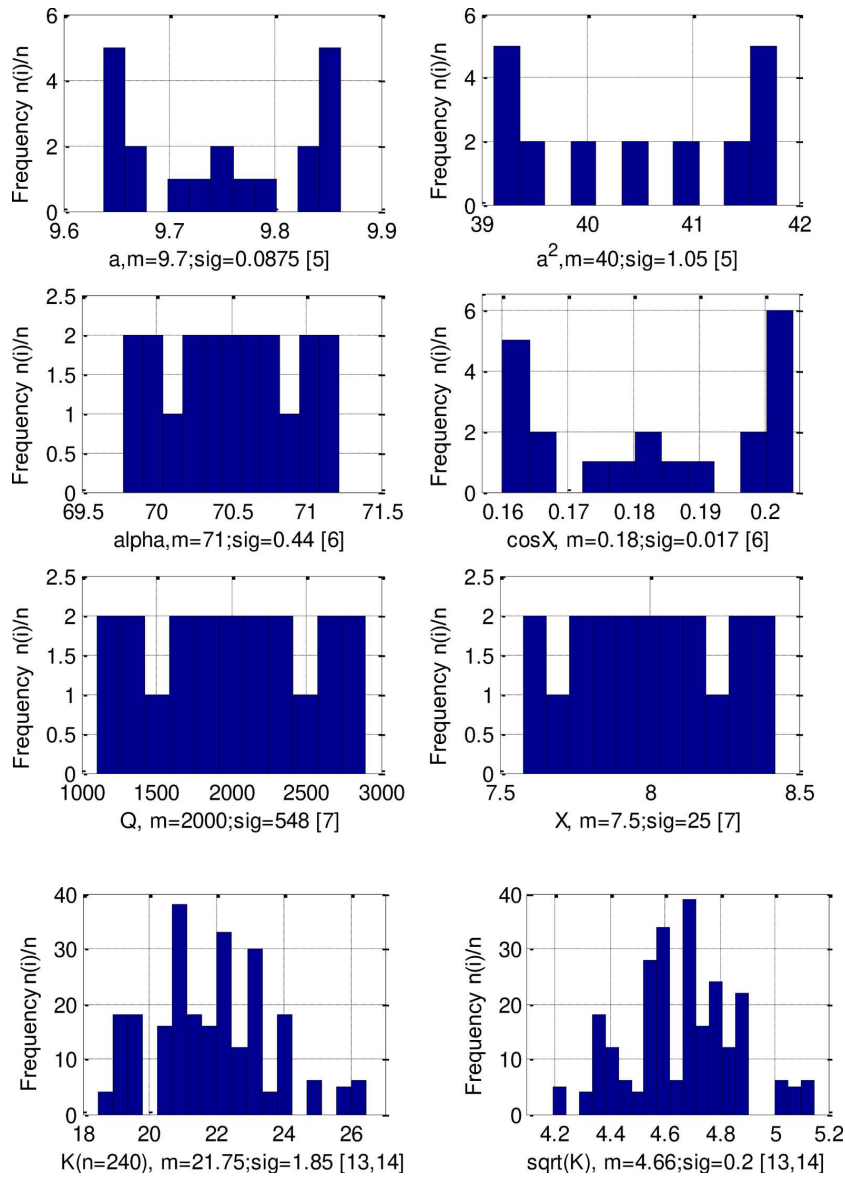 Frequency n(i)/n
6
4
2
0
9.6 9.7 9.8 9.9
a,m=9.7;sig=0.0875 [5]
Frequency n(i)/n
6
4
2
0
39 40 41 42
a²,m=40;sig=1.05 [5]
Frequency n(i)/n
2.5
2
1.5
1
0.5
0
69.5 70 70.5 71 71.5
alpha,m=71;sig=0.44 [6]
Frequency n(i)/n
6
4
2
0
0.16 0.17 0.18 0.19 0.2
cosX, m=0.18;sig=0.017 [6]
Frequency n(i)/n
2.5
2
1.5
1
0.5
0
1000 1500 2000 2500 3000
Q, m=2000;sig=548 [7]
Frequency n(i)/n
2.5
2
1.5
1
0.5
0
7.5 8 8.5
X, m=7.5;sig=25 [7]
Frequency n(i)/n
40
30
20
10
0
18 20 22 24 26
K(n=240), m=21.75;sig=1.85 [13,14]
Frequency n(i)/n
40
30
20
10
0
4.2 4.4 4.6 4.8 5 5.2
sqrt(K), m=4.66;sig=0.2 [13,14]